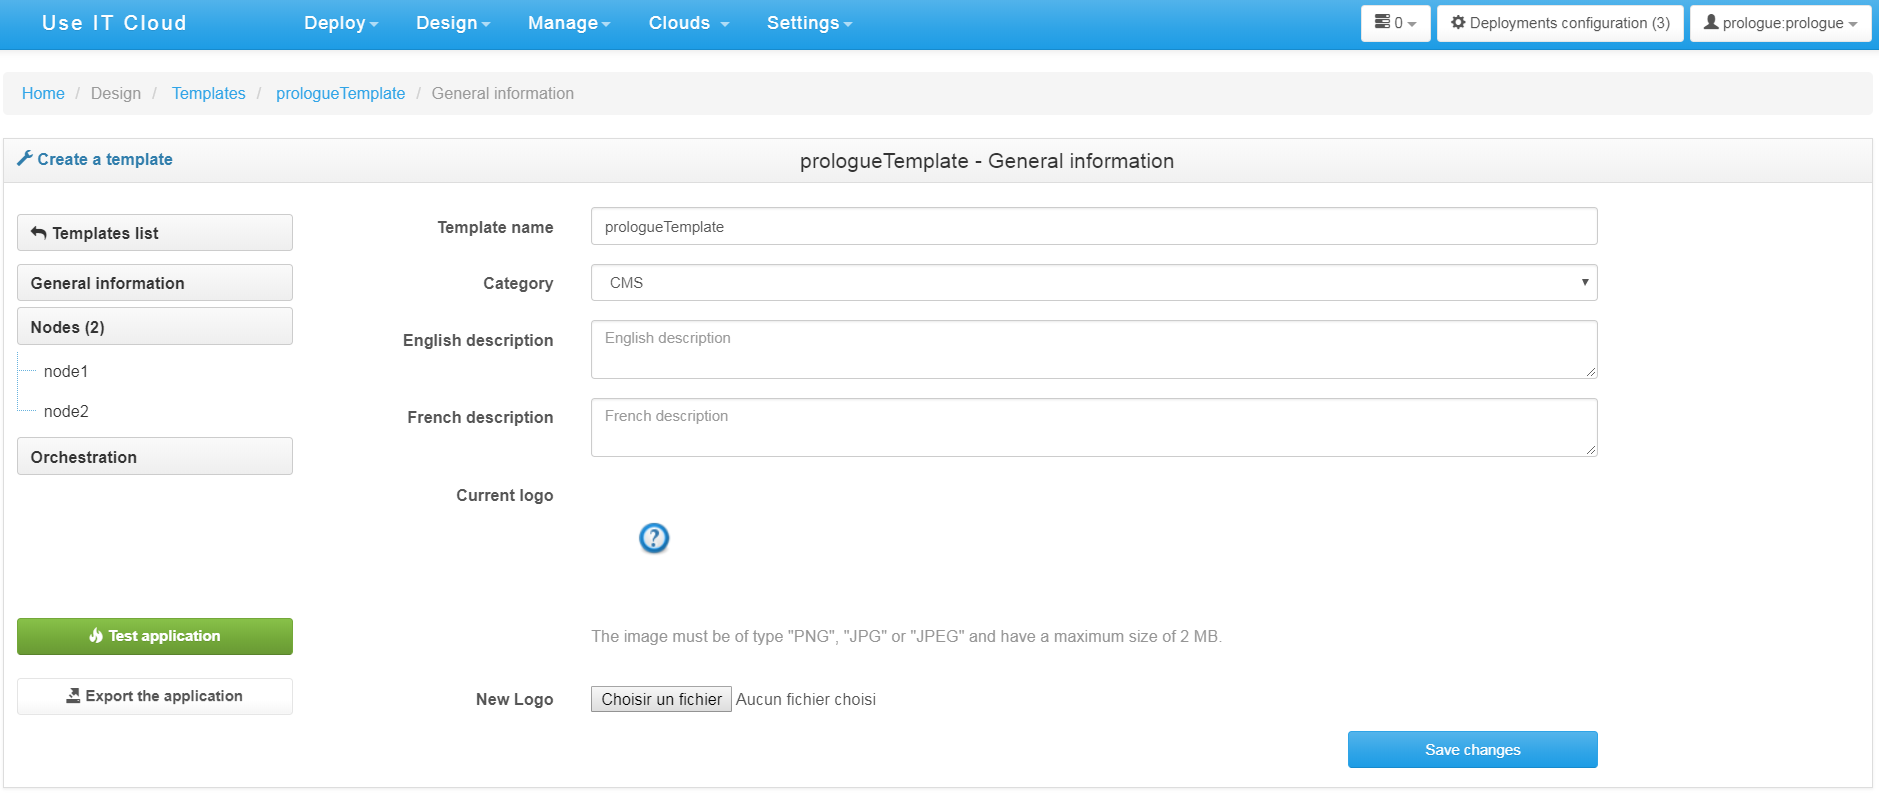 Use IT Cloud Deploy Design Manage Clouds Settings 0 Deployments configuration (3) prologue:prologue
Home / Design / Templates / prologueTemplate / General information
Create a template prologueTemplate - General information
Templates list
General information
Nodes (2)
node1
node2
Orchestration
Test application
Export the application
Template name prologueTemplate
Category CMS
English description English description
French description French description
Current logo
?
The image must be of type "PNG", "JPG" or "JPEG" and have a maximum size of 2 MB.
New Logo Choisir un fichier Aucun fichier choisi
Save changes